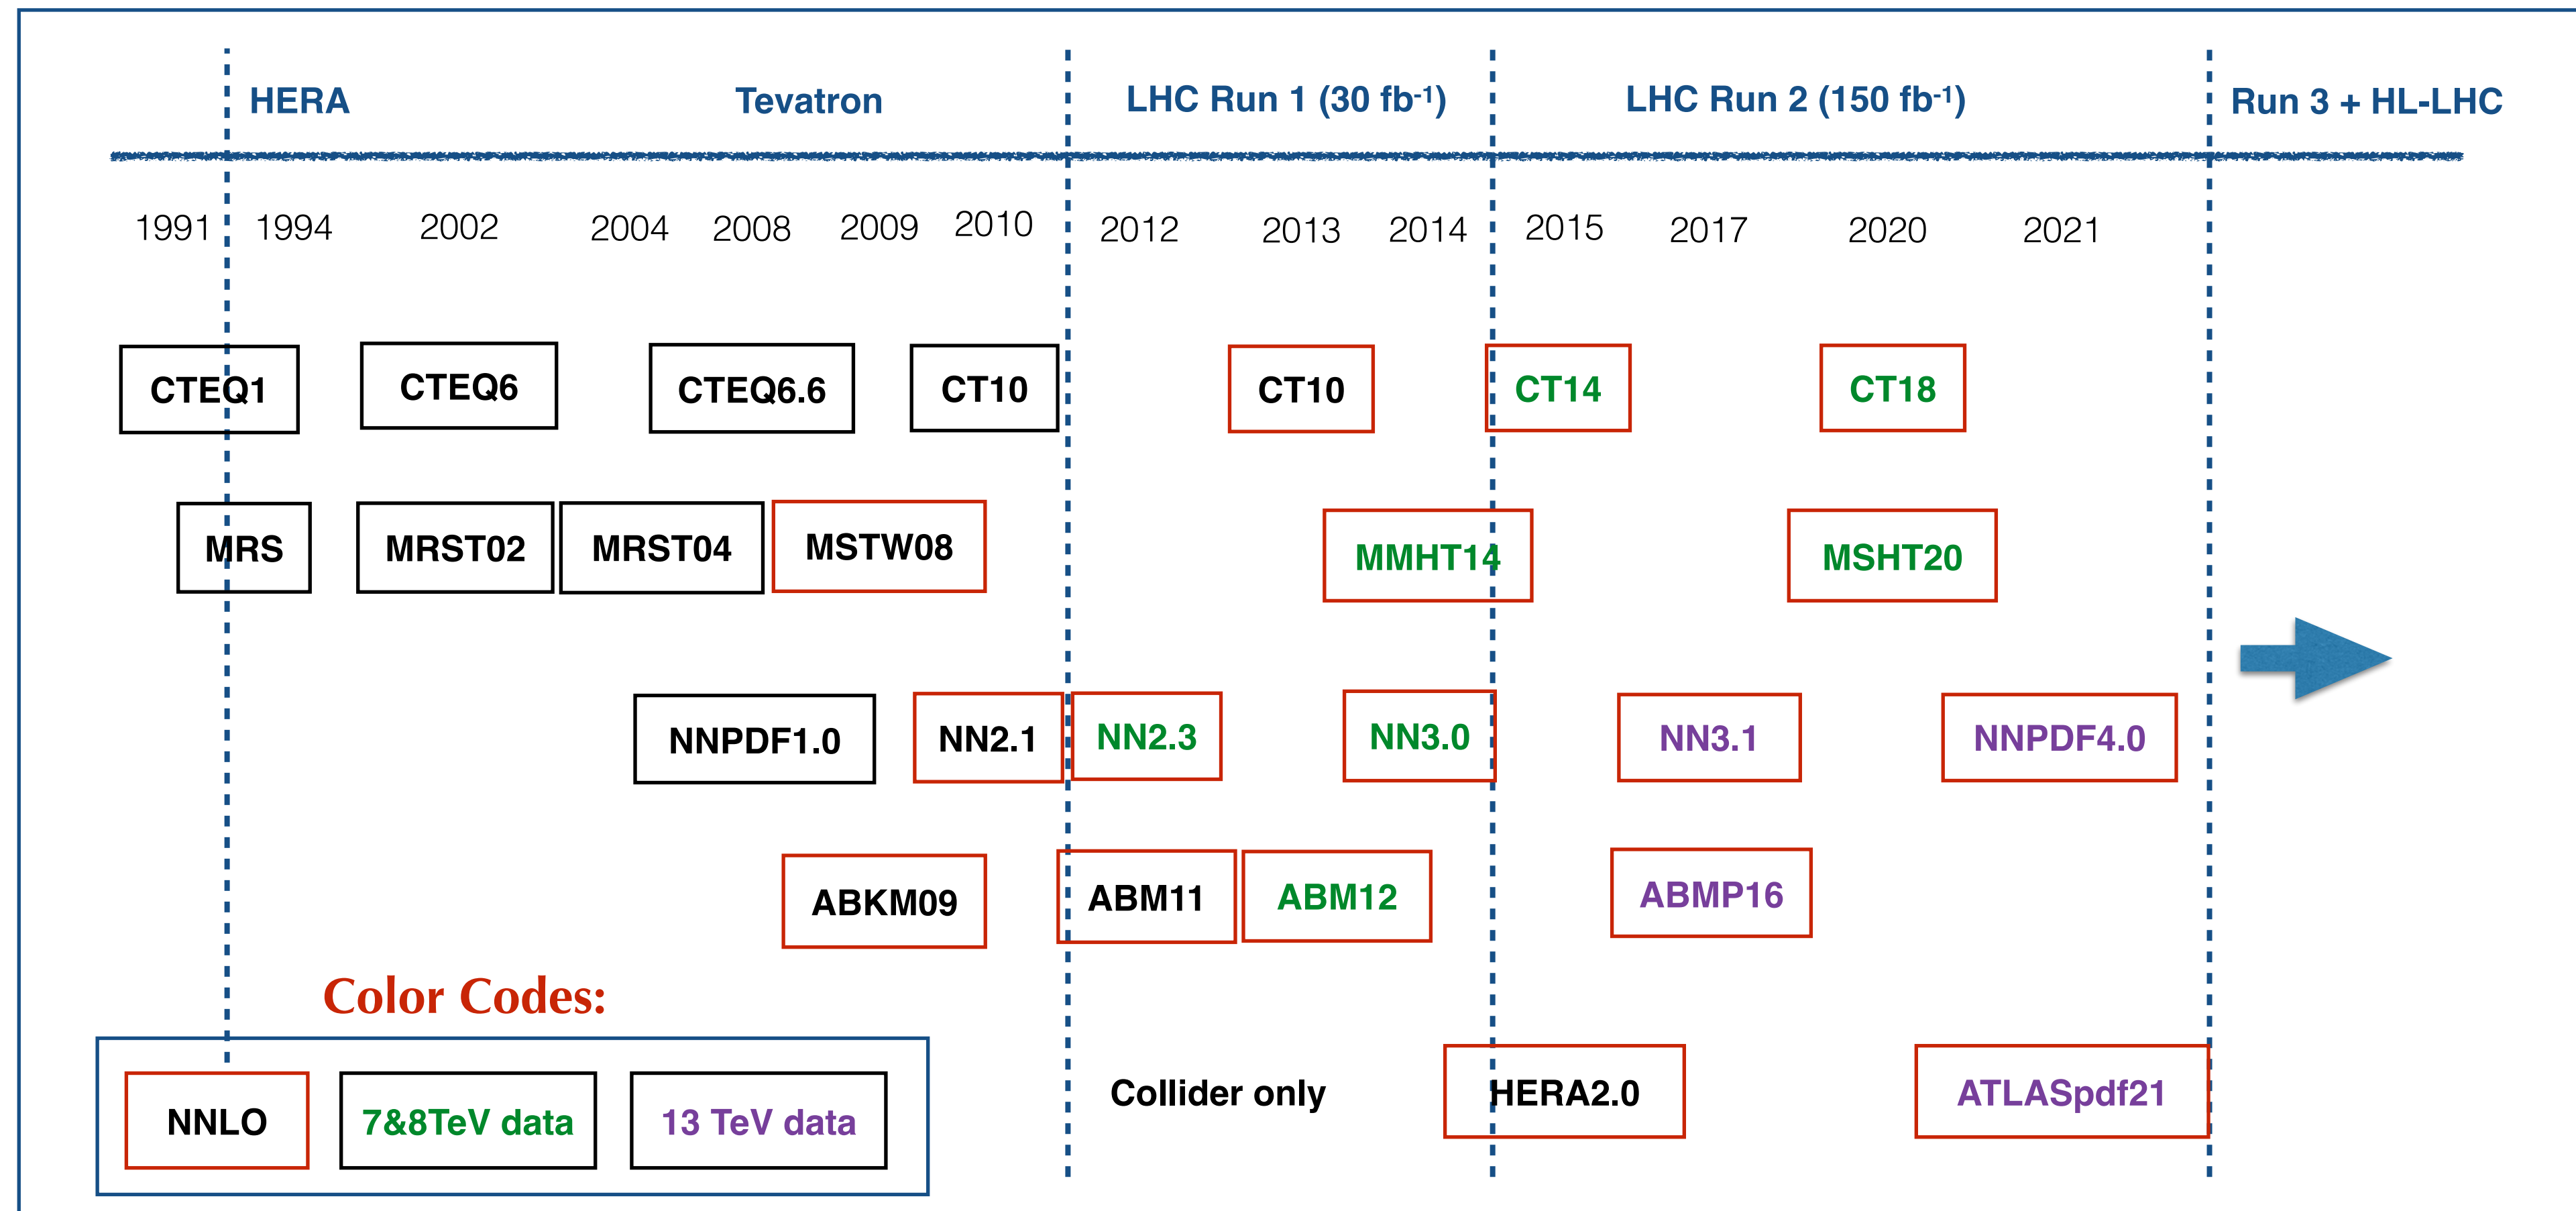 HERA Tevatron LHC Run 1 (30 fb⁻¹) LHC Run 2 (150 fb⁻¹) Run 3 + HL-LHC
1991 1994 2002 2004 2008 2009 2010 2012 2013 2014 2015 2017 2020 2021
CTEQ1 CTEQ6 CTEQ6.6 CT10 CT10 CT14 CT18
MRS MRST02 MRST04 MSTW08 MMHT14 MSHT20
NNPDF1.0 NN2.1 NN2.3 NN3.0 NN3.1 NNPDF4.0
ABKM09 ABM11 ABM12 ABMP16
Color Codes:
NNLO 7&8TeV data 13 TeV data
Collider only HERA2.0 ATLASpdf21